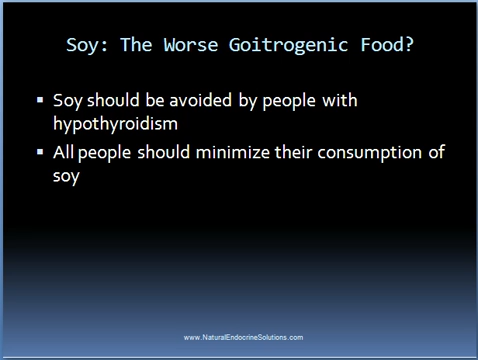 Soy: The Worse Goitrogenic Food?
▪ Soy should be avoided by people with
hypothyroidism
▪ All people should minimize their consumption of
soy
www.NaturalEndocrineSolutions.com